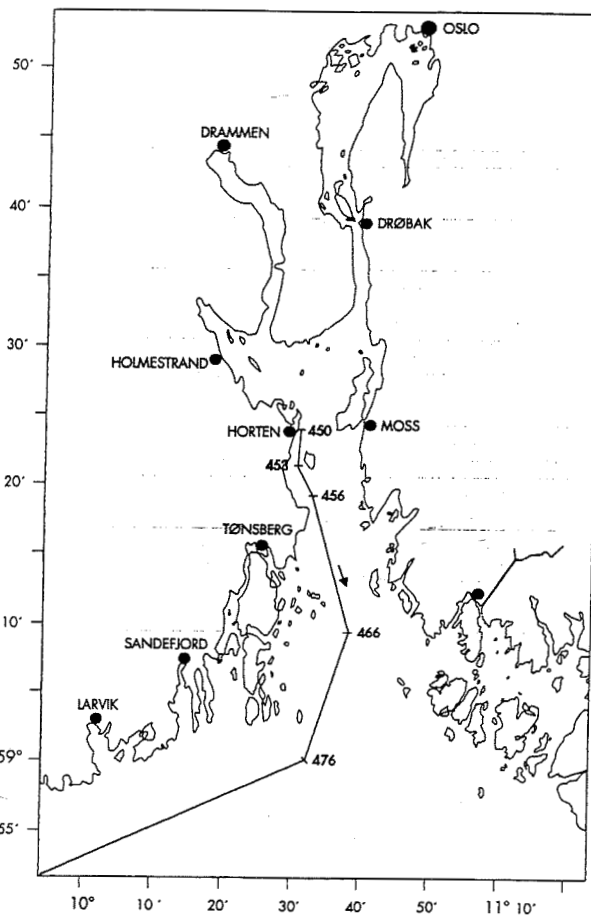 OSLO
50'
DRAMMEN
40'
DRØBAK
30'
HOLMESTRAND
HORTEN
450
MOSS
453
20'
456
TØNSBERG
10'
466
SANDEFJORD
LARVIK
59°
476
55'
10° 10' 20' 30' 40' 50' 11° 10'